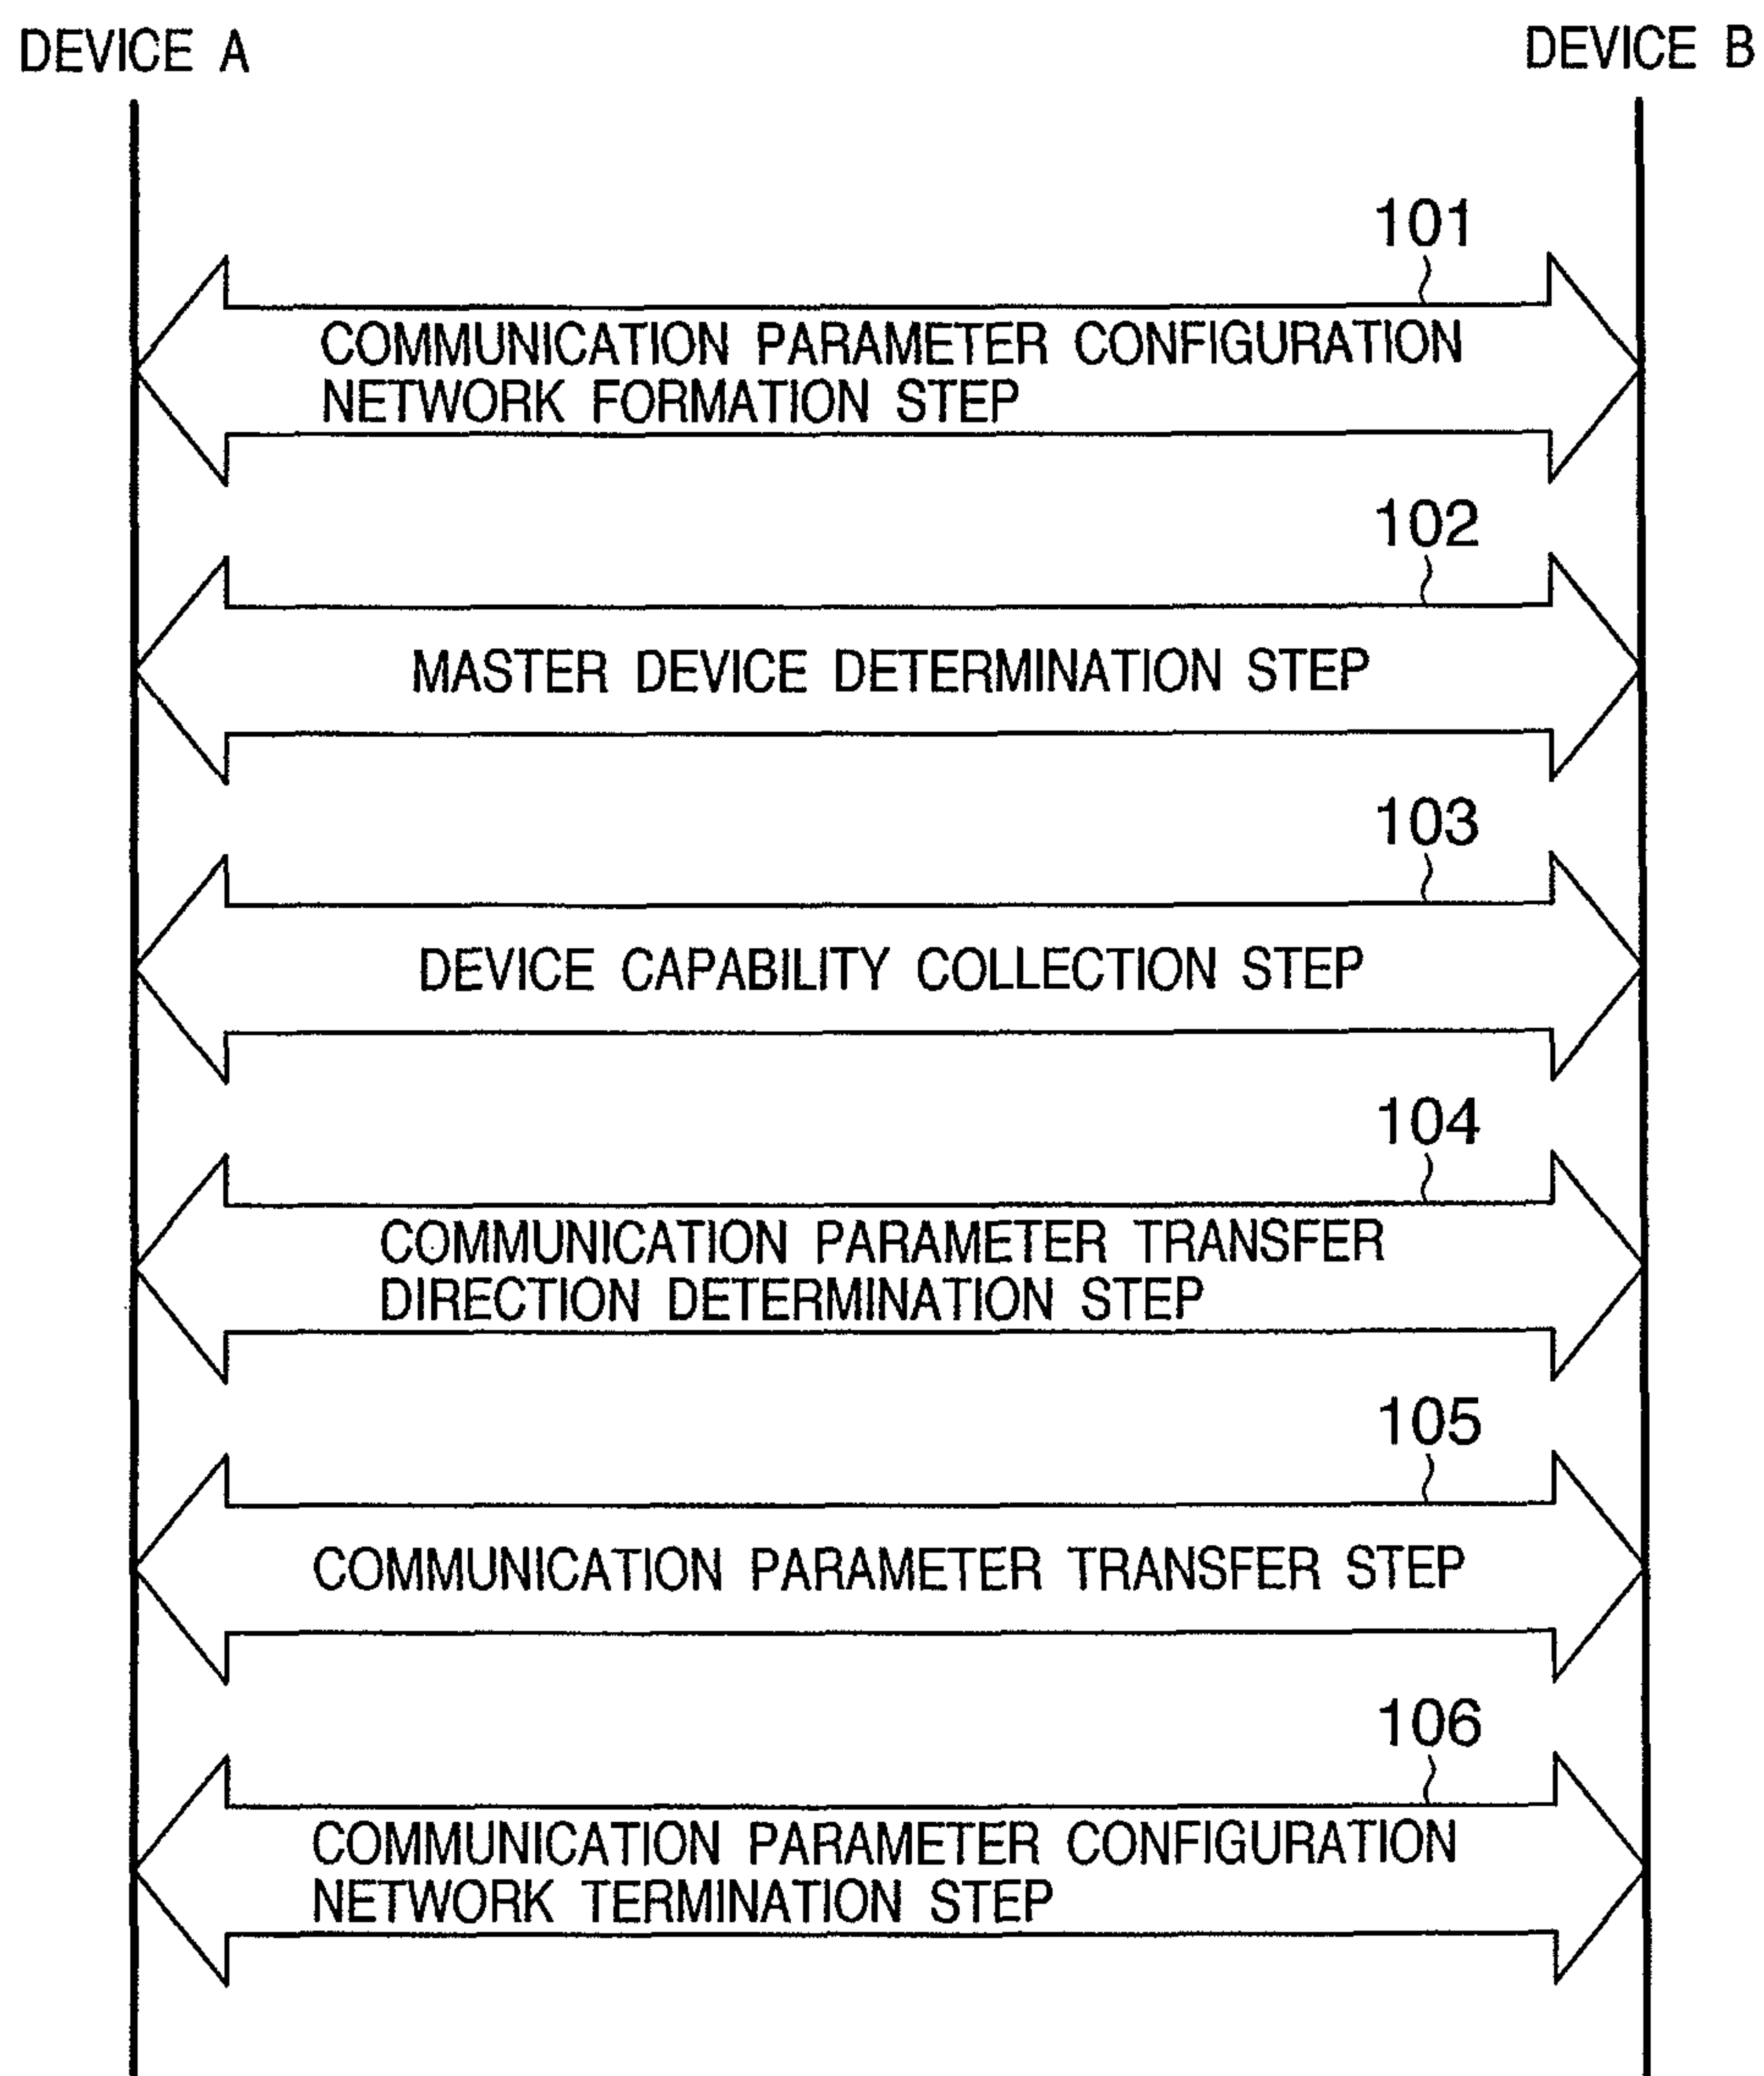 DEVICE A
DEVICE B
101
COMMUNICATION PARAMETER CONFIGURATION
NETWORK FORMATION STEP
102
MASTER DEVICE DETERMINATION STEP
103
DEVICE CAPABILITY COLLECTION STEP
104
COMMUNICATION PARAMETER TRANSFER
DIRECTION DETERMINATION STEP
105
COMMUNICATION PARAMETER TRANSFER STEP
106
COMMUNICATION PARAMETER CONFIGURATION
NETWORK TERMINATION STEP